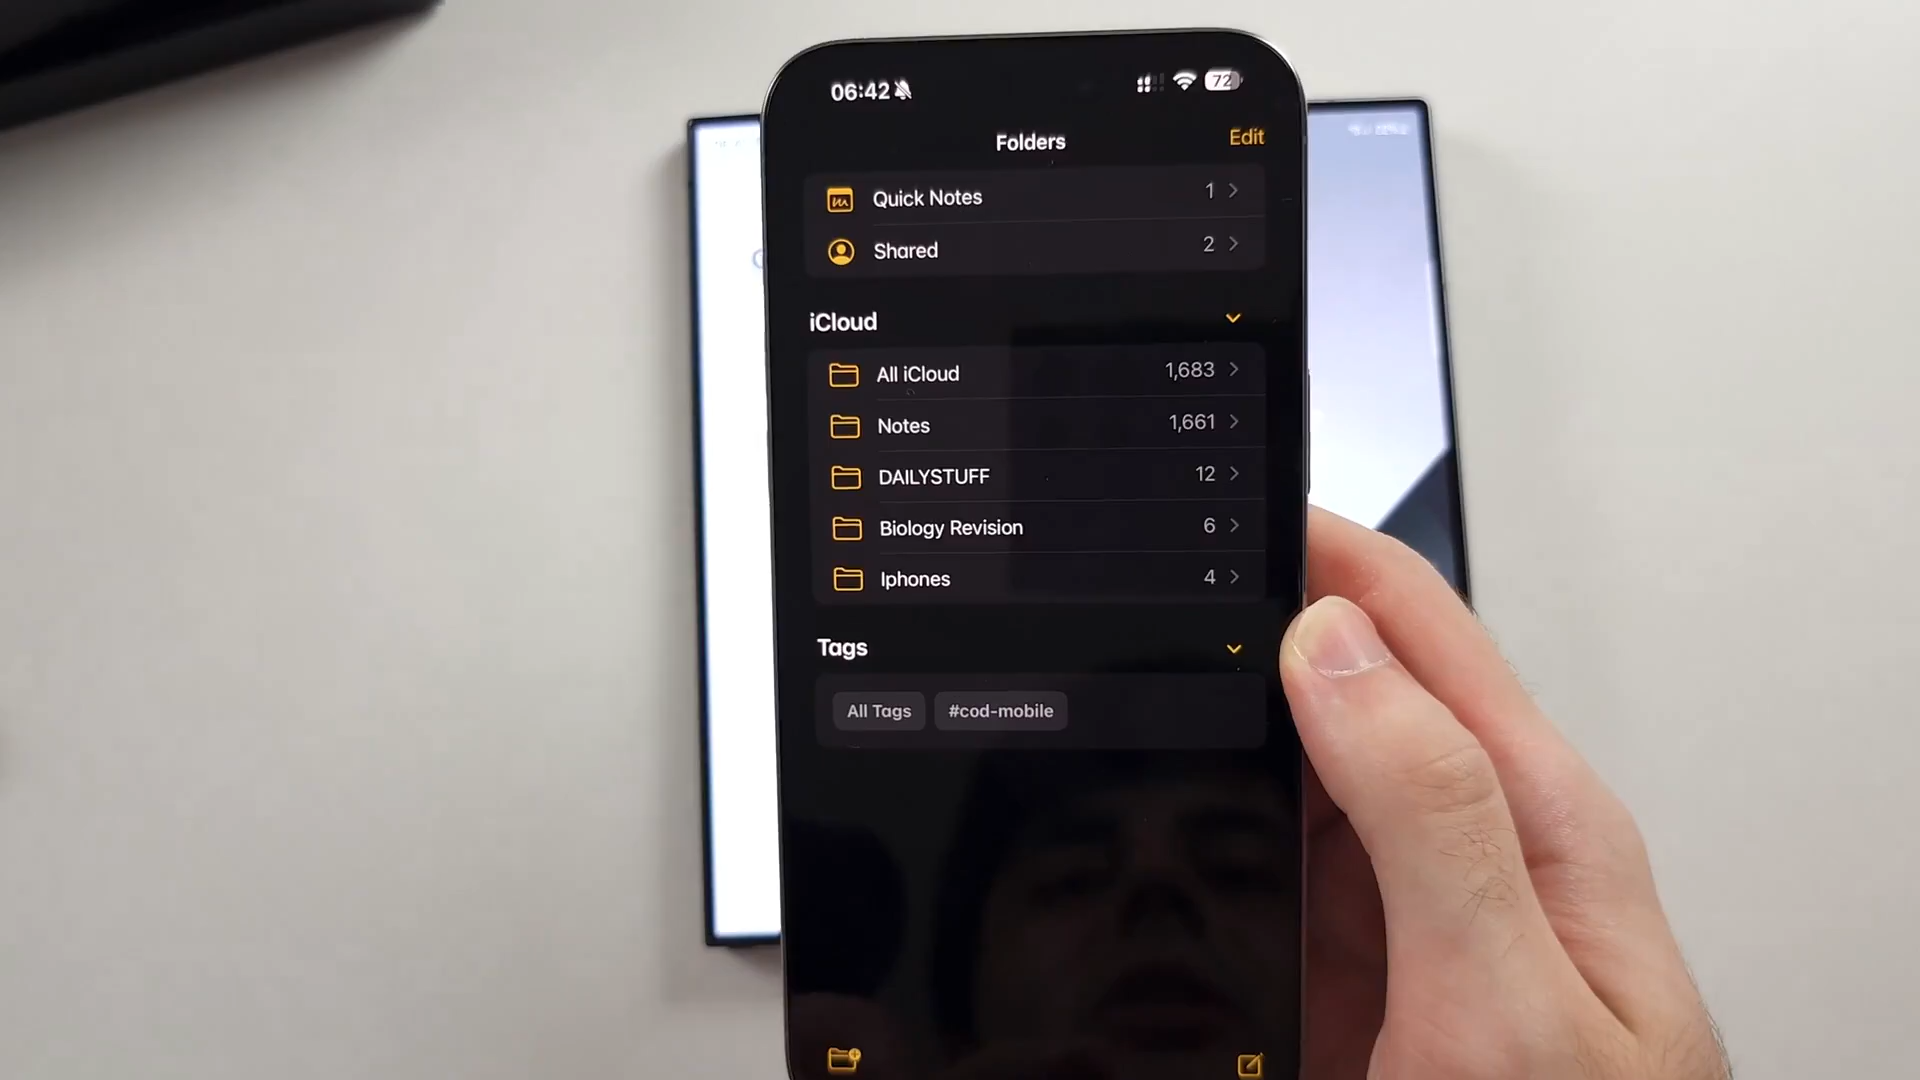 06:42
72
Folders
Edit
Quick Notes 1
Shared 2
iCloud
All iCloud 1,683
Notes 1,661
DAILYSTUFF 12
Biology Revision 6
Iphones 4
Tags
All Tags #cod-mobile